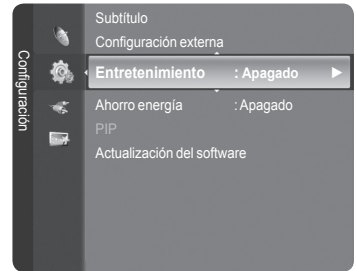 Configuración
Subtítulo
Configuración externa
Entretenimiento : Apagado
Ahorro energía : Apagado
PIP
Actualización del software